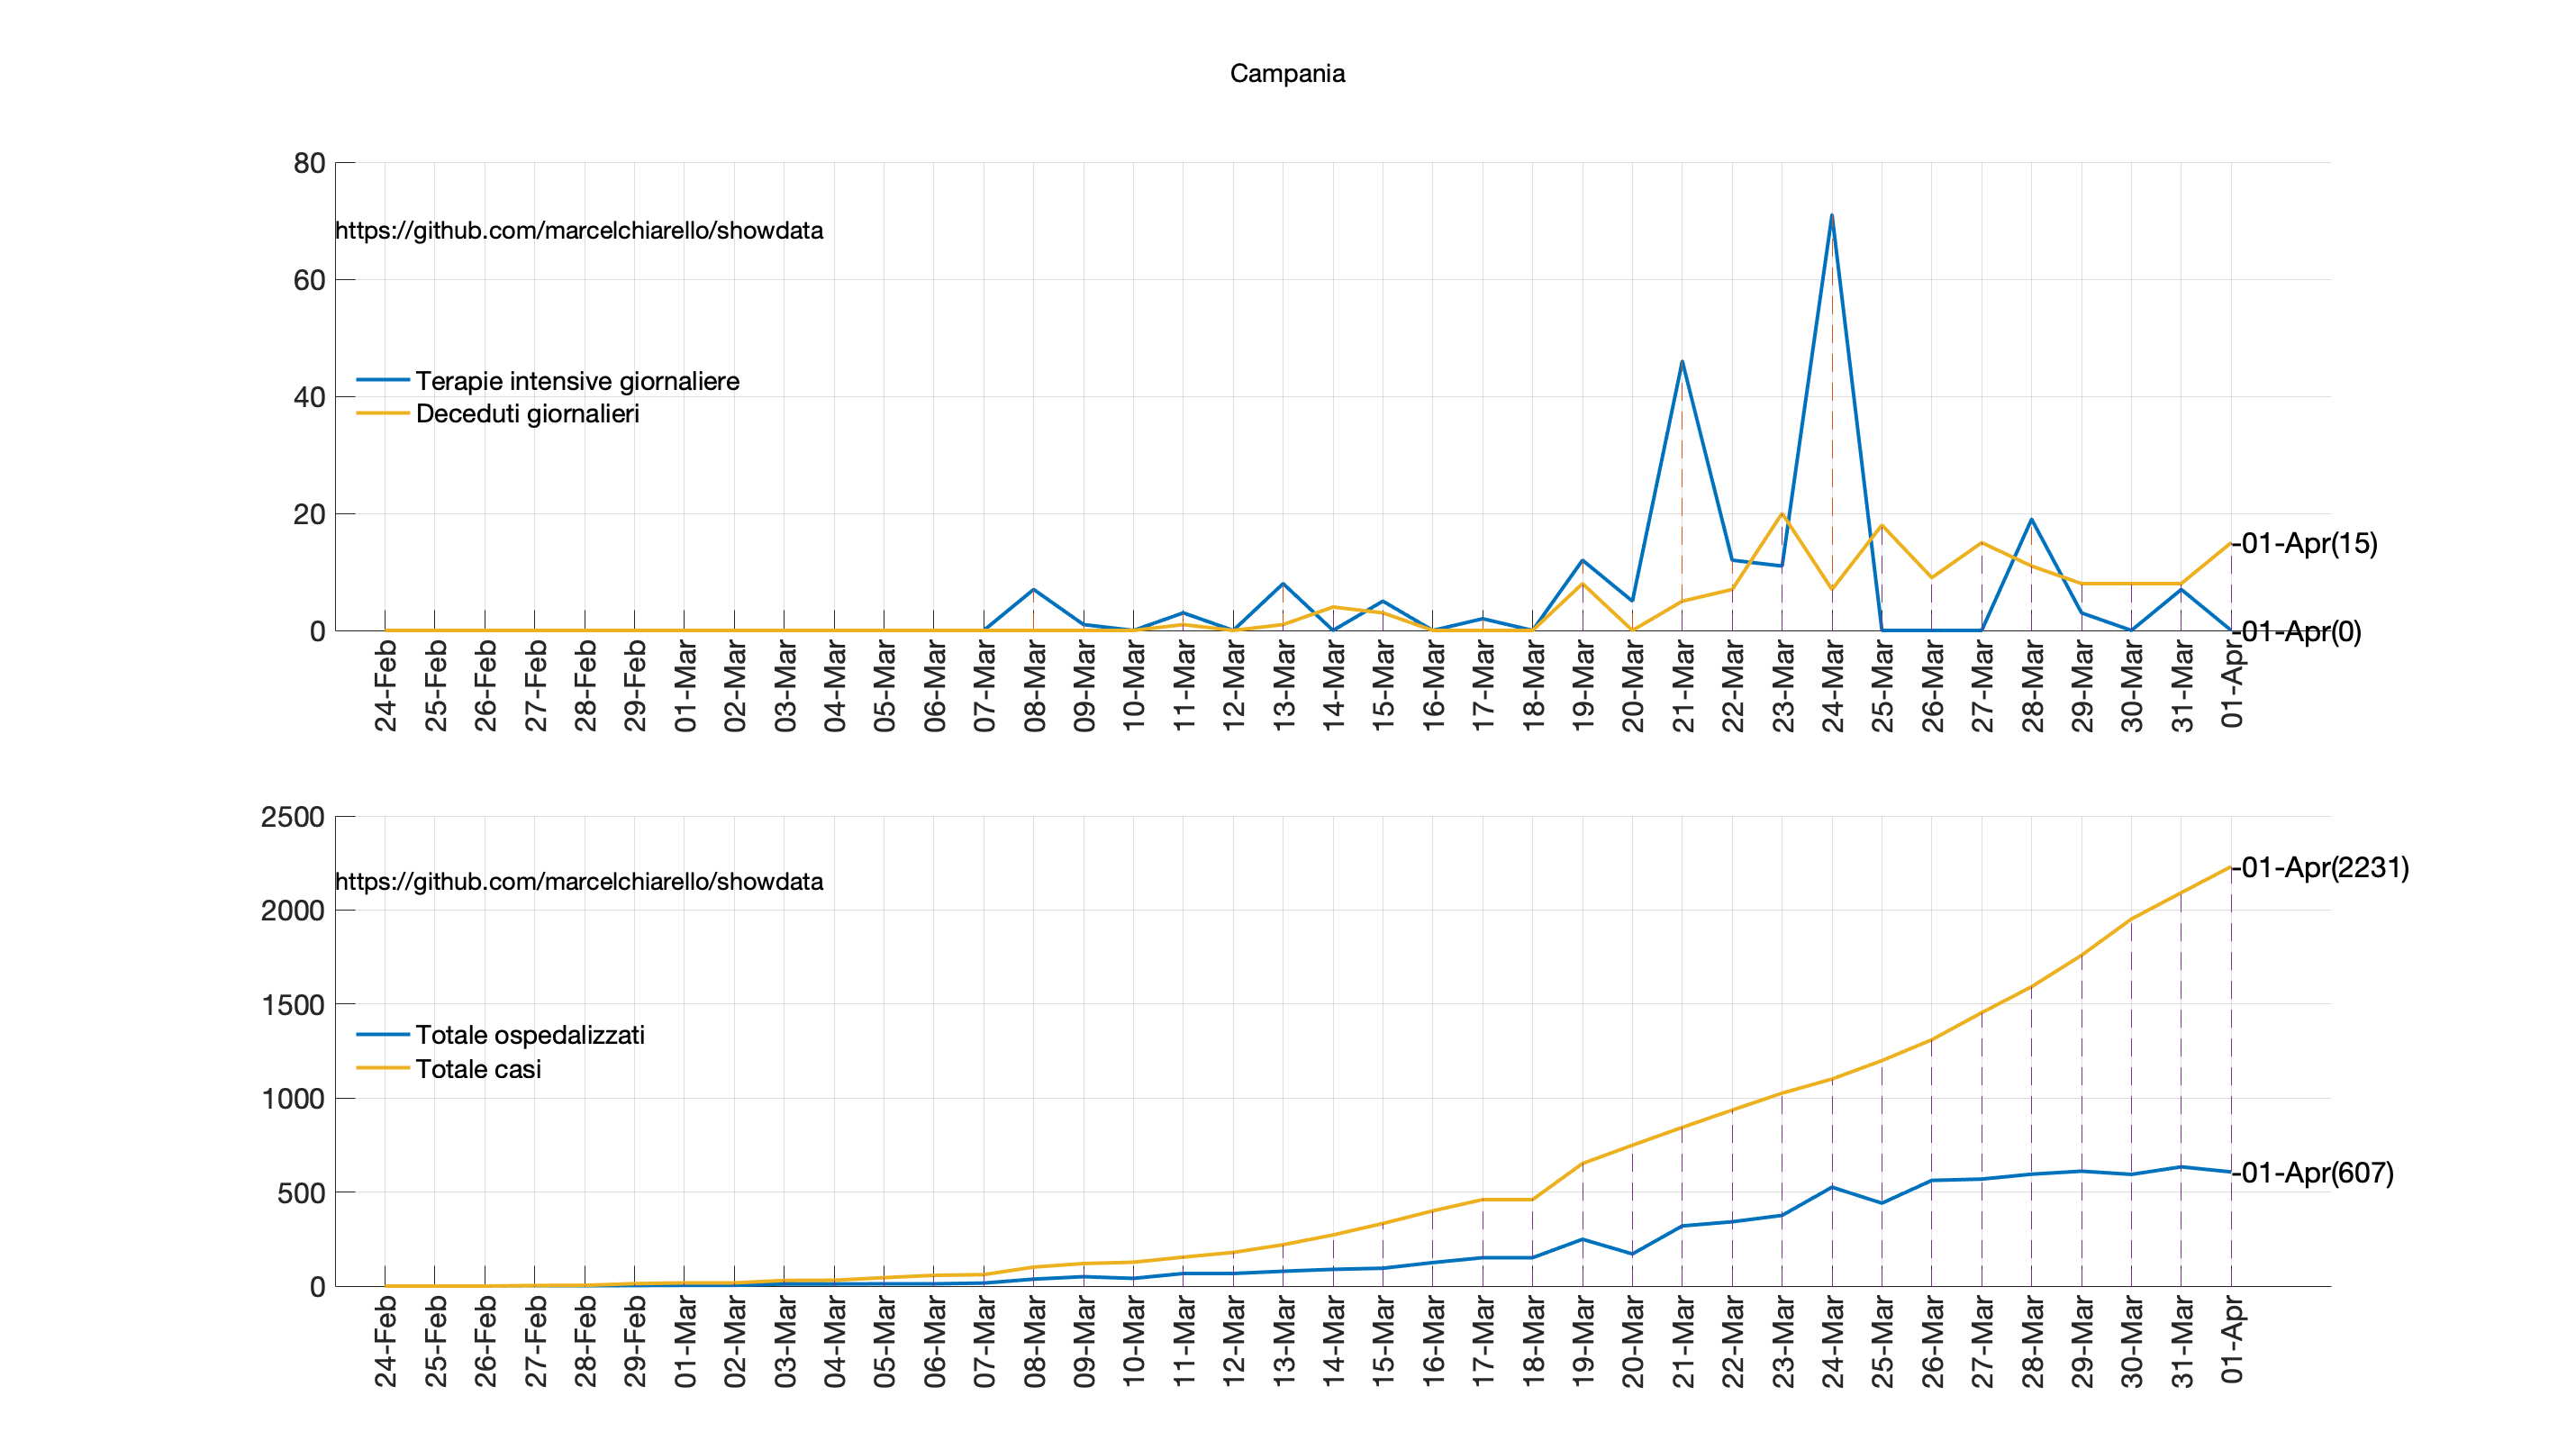 Campania
80
60
40
20
0
https://github.com/marcelchiarello/showdata
Terapie intensive giornaliere
Deceduti giornalieri
-01-Apr(15)
-01-Apr(0)
24-Feb
25-Feb
26-Feb
27-Feb
28-Feb
29-Feb
01-Mar
02-Mar
03-Mar
04-Mar
05-Mar
06-Mar
07-Mar
08-Mar
09-Mar
10-Mar
11-Mar
12-Mar
13-Mar
14-Mar
15-Mar
16-Mar
17-Mar
18-Mar
19-Mar
20-Mar
21-Mar
22-Mar
23-Mar
24-Mar
25-Mar
26-Mar
27-Mar
28-Mar
29-Mar
30-Mar
31-Mar
01-Apr
2500
2000
1500
1000
500
0
https://github.com/marcelchiarello/showdata
Totale ospedalizzati
Totale casi
-01-Apr(2231)
-01-Apr(607)
24-Feb
25-Feb
26-Feb
27-Feb
28-Feb
29-Feb
01-Mar
02-Mar
03-Mar
04-Mar
05-Mar
06-Mar
07-Mar
08-Mar
09-Mar
10-Mar
11-Mar
12-Mar
13-Mar
14-Mar
15-Mar
16-Mar
17-Mar
18-Mar
19-Mar
20-Mar
21-Mar
22-Mar
23-Mar
24-Mar
25-Mar
26-Mar
27-Mar
28-Mar
29-Mar
30-Mar
31-Mar
01-Apr